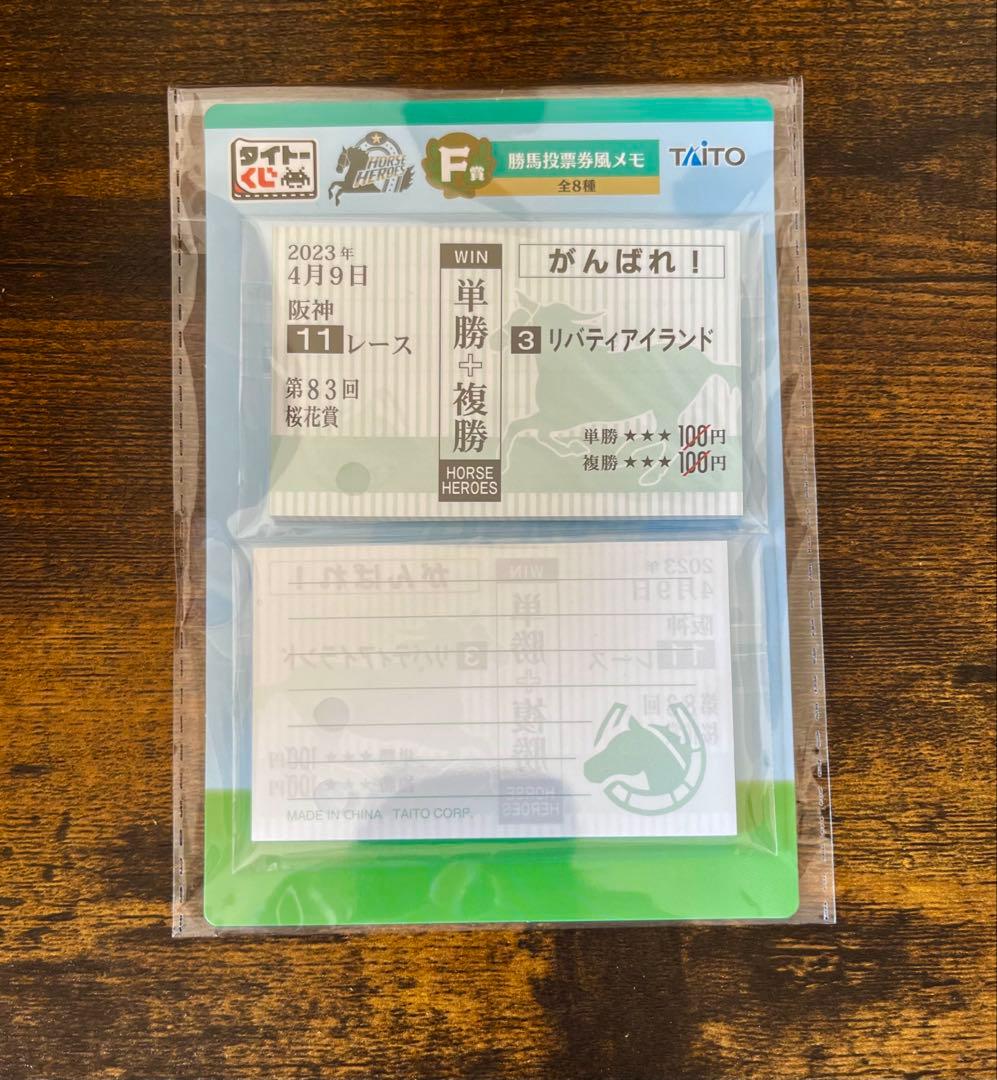 タイトーくじ
HORSE HEROES
F賞
勝馬投票券風メモ
全8種
TAITO
2023年
4月9日
阪神
11レース
第83回
桜花賞
WIN
単勝+複勝
HORSE
HEROES
がんばれ！
3 リバティアイランド
単勝★★★100円
複勝★★★100円
MADE IN CHINA TAITO CORP.